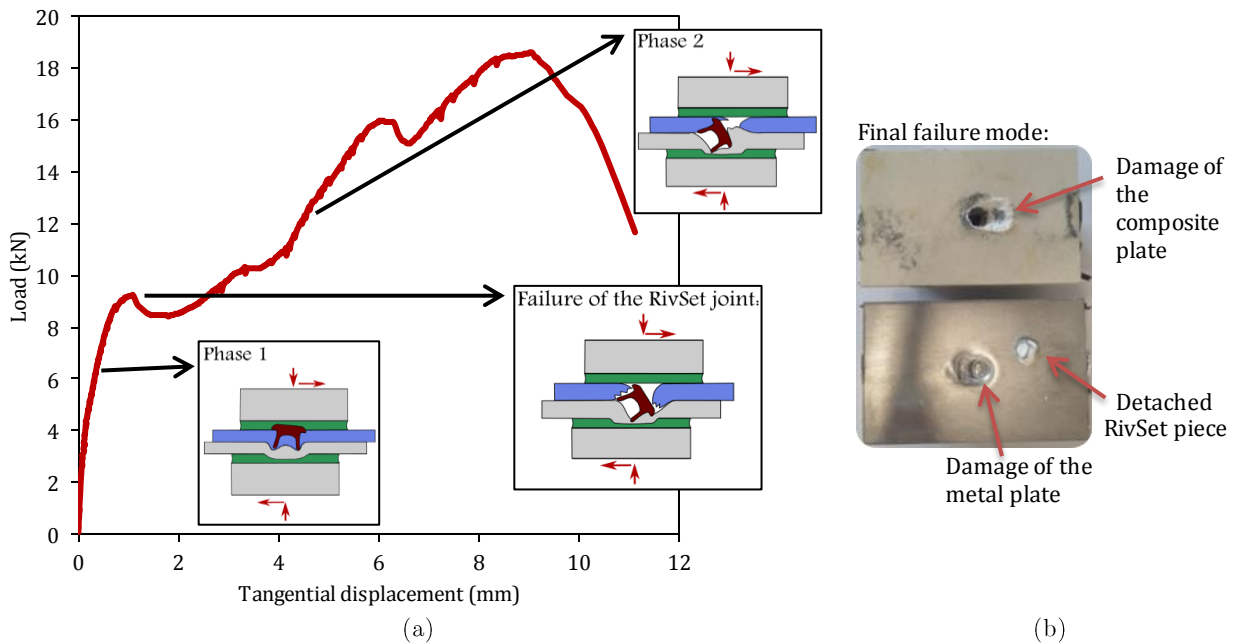 20
18
16
14
12
10
8
6
4
2
0
Load (kN)
0 2 4 6 8 10 12
Tangential displacement (mm)
Phase 2
Failure of the RivSet joint:
Phase 1
(a)
Final failure mode:
Damage of
the
composite
plate
Detached
RivSet piece
Damage of the
metal plate
(b)